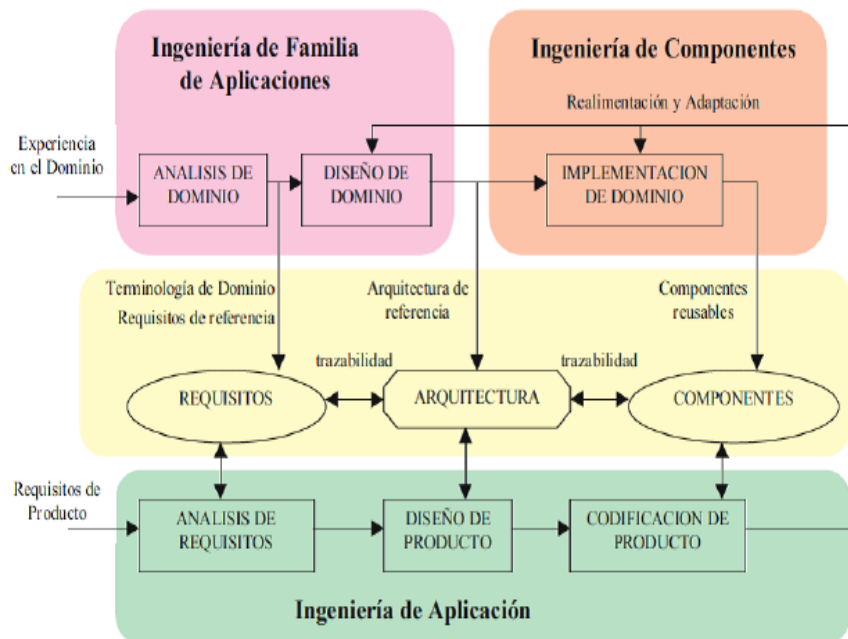 Ingeniería de Familia
de Aplicaciones
Ingeniería de Componentes
Realimentación y Adaptación
Experiencia
en el Dominio
ANALISIS DE
DOMINIO
DISEÑO DE
DOMINIO
IMPLEMENTACION
DE DOMINIO
Terminología de Dominio
Requisitos de referencia
Arquitectura de
referencia
Componentes
reusables
trazabilidad
trazabilidad
REQUISITOS
ARQUITECTURA
COMPONENTES
Requisitos de
Producto
ANALISIS DE
REQUISITOS
DISEÑO DE
PRODUCTO
CODIFICACION DE
PRODUCTO
Ingeniería de Aplicación